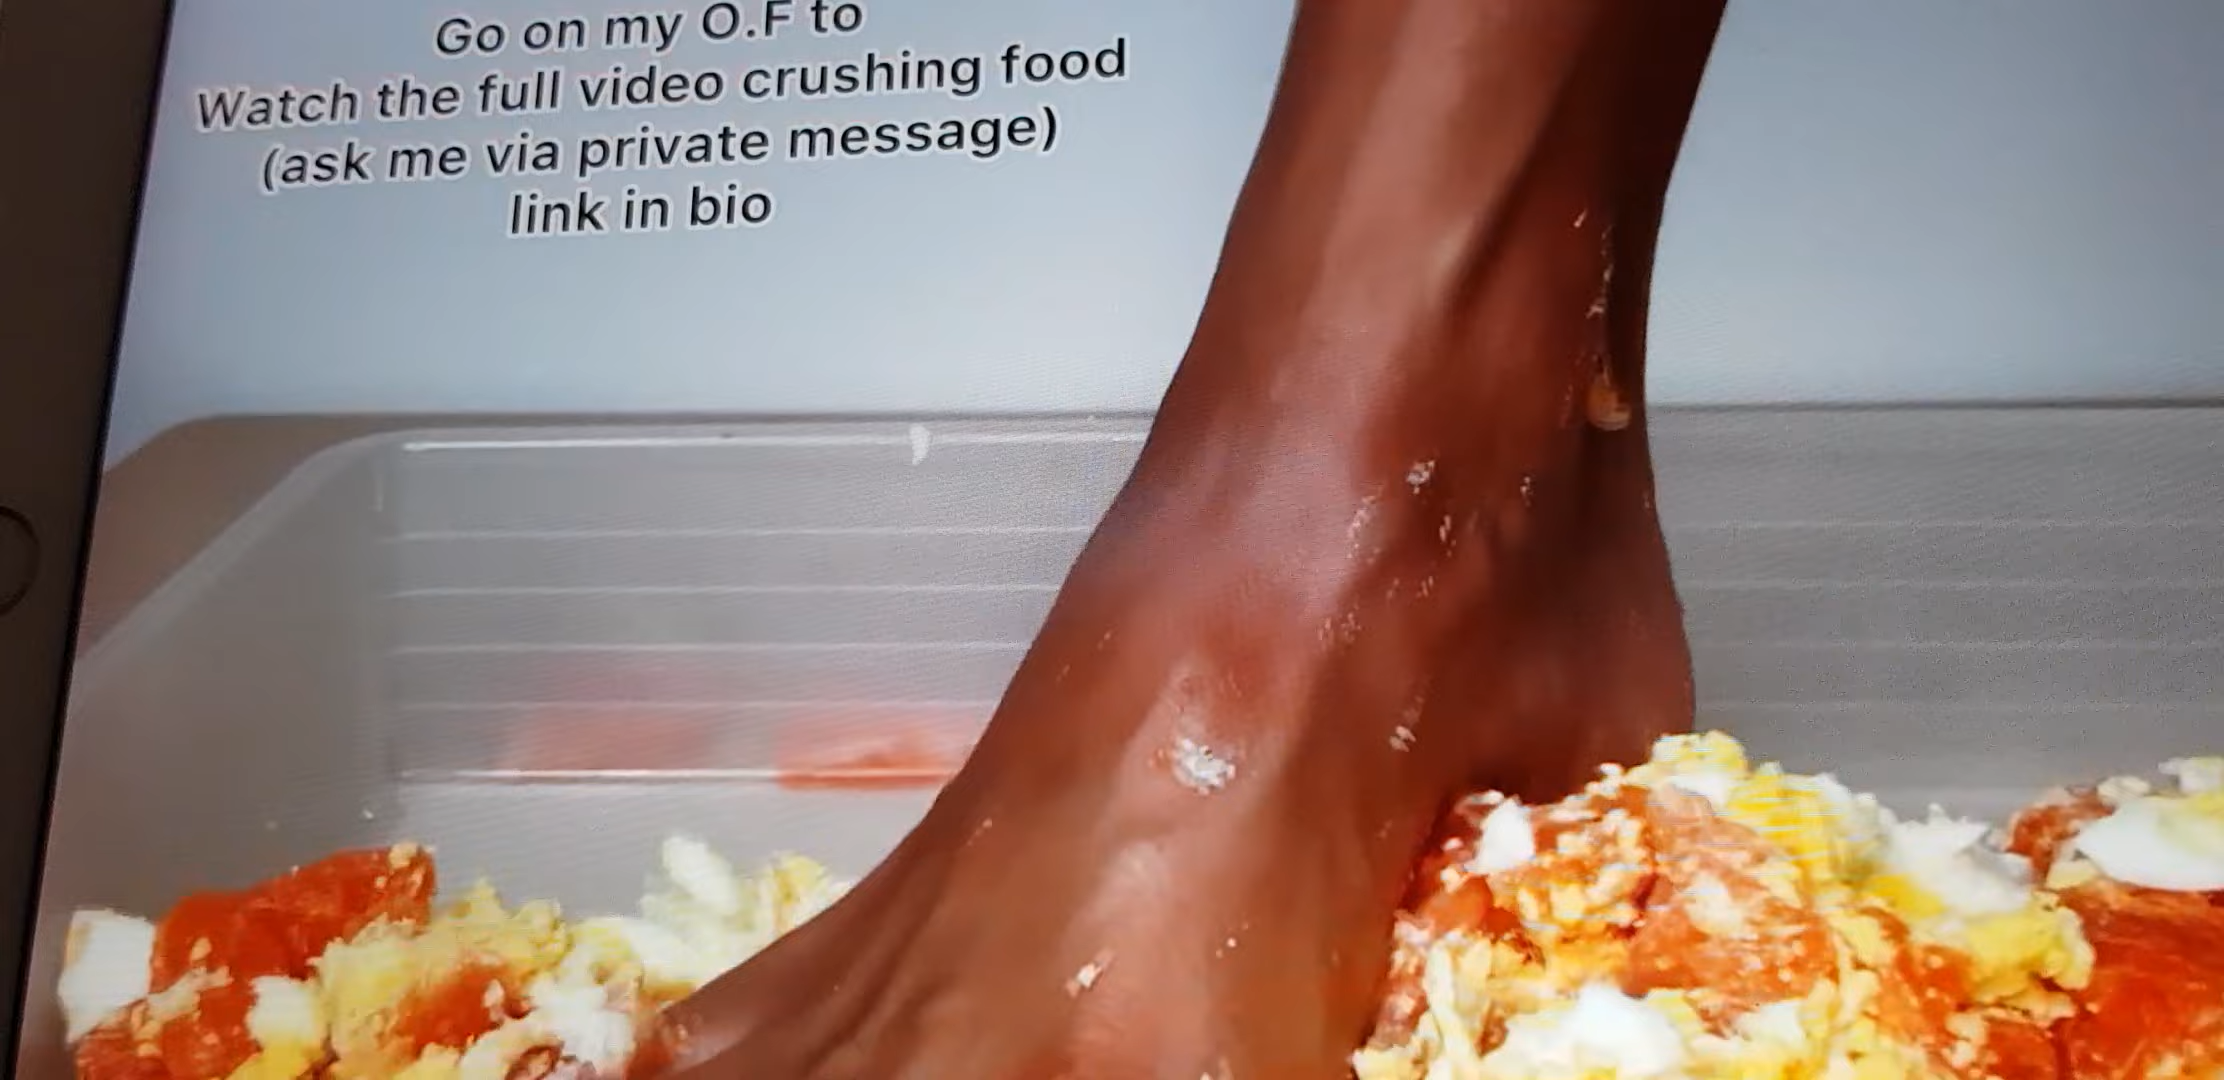 Go on my O.F to
Watch the full video crushing food
(ask me via private message)
link in bio